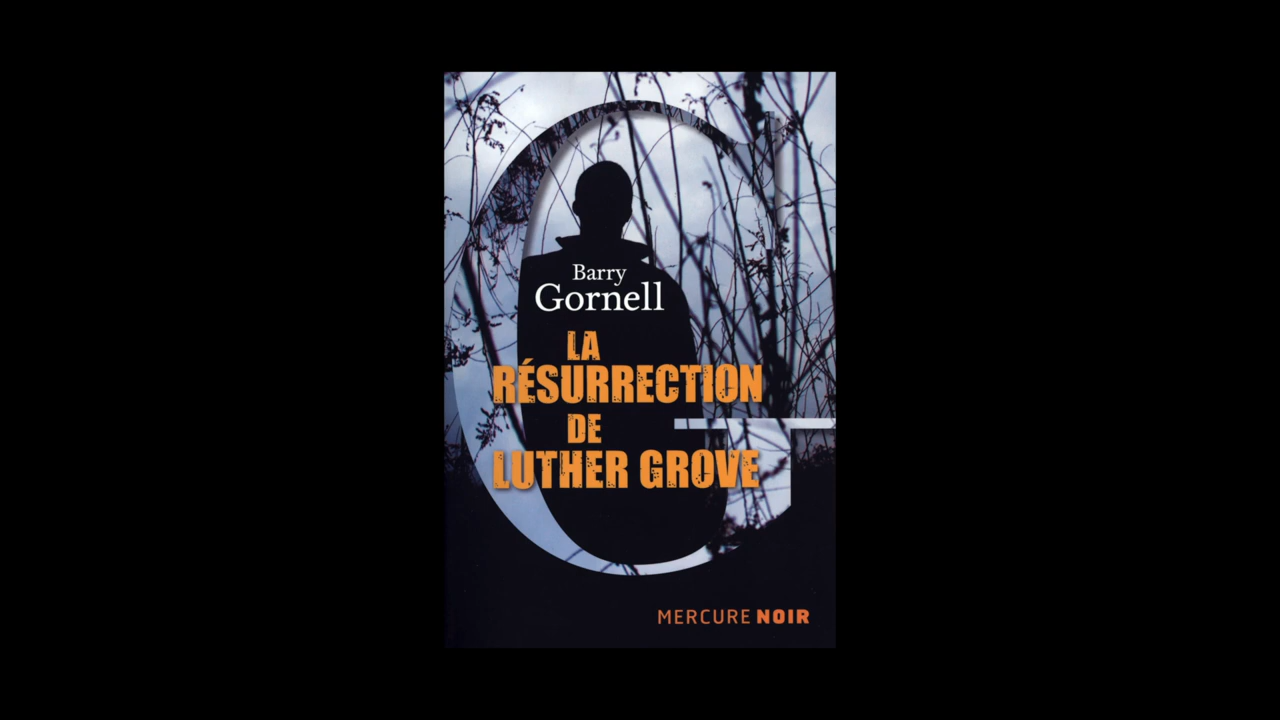 Barry
Gornell
LA
RÉSURRECTION
DE
LUTHER GROVE
MERCURE NOIR